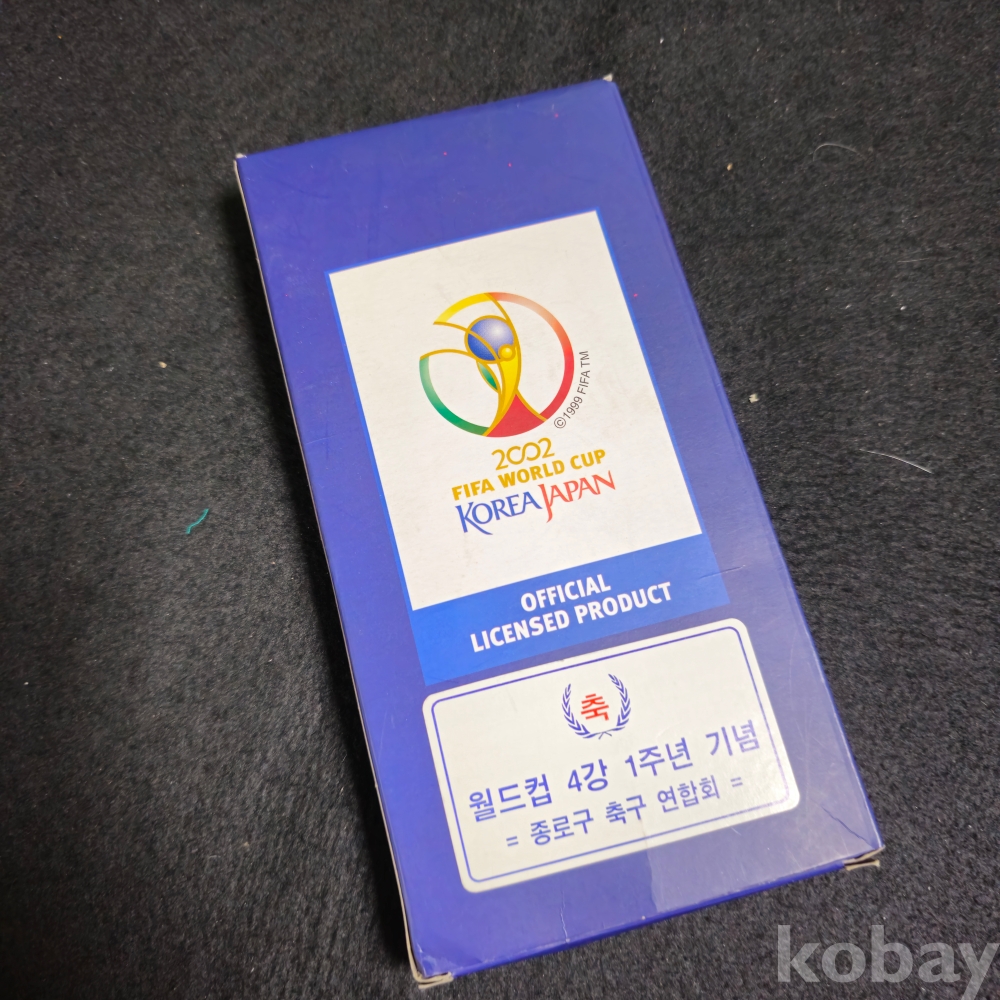 ©1999 FIFA TM
2002
FIFA WORLD CUP
KOREA JAPAN
OFFICIAL
LICENSED PRODUCT
축
월드컵 4강 1주년 기념
= 종로구 축구 연합회 =
kobay